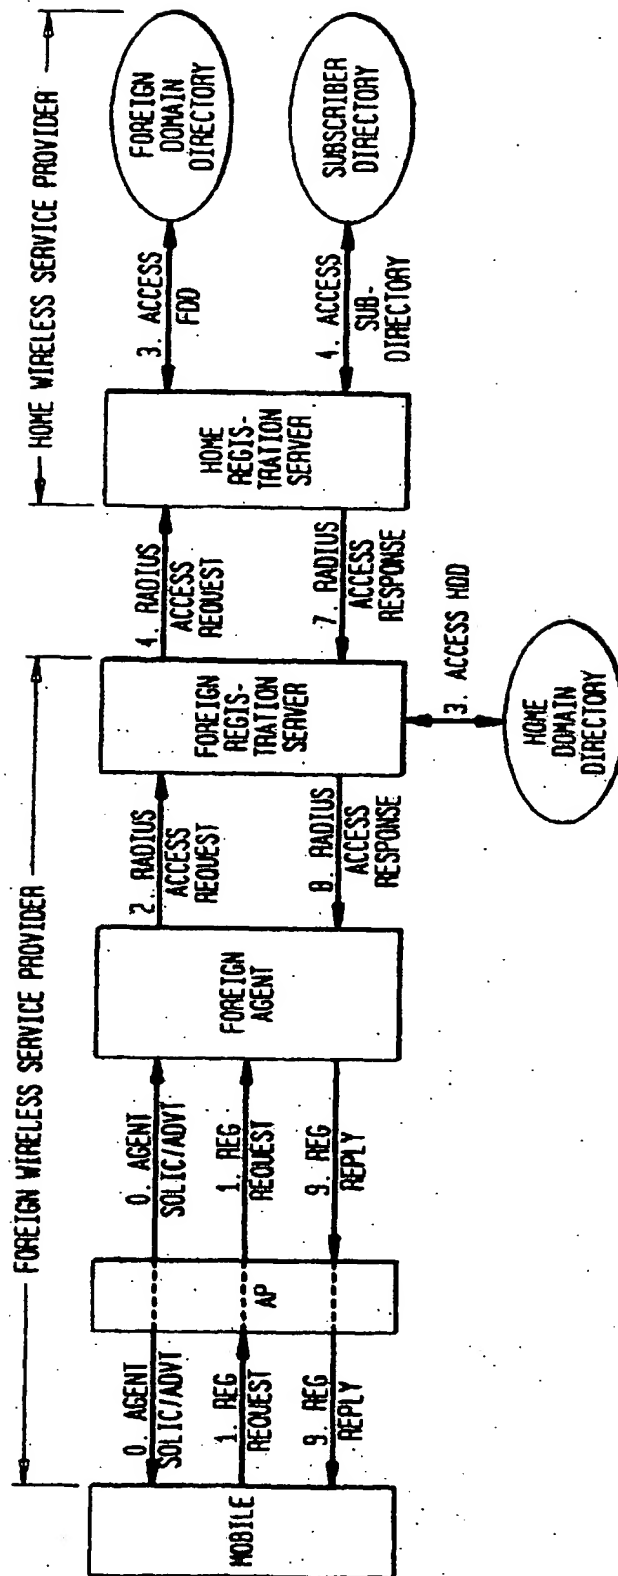 FOREIGN WIRELESS SERVICE PROVIDER
HOME WIRELESS SERVICE PROVIDER
MOBILE
0. AGENT
SOLIC/ADVT
1. REG
REQUEST
9. REG
REPLY
AP
0. AGENT
SOLIC/ADVT
1. REG
REQUEST
9. REG
REPLY
FOREIGN
AGENT
2. RADIUS
ACCESS
REQUEST
8. RADIUS
ACCESS
RESPONSE
FOREIGN
REGIS-
TRATION
SERVER
3. ACCESS HDD
HOME
DOMAIN
DIRECTORY
4. RADIUS
ACCESS
REQUEST
7. RADIUS
ACCESS
RESPONSE
HOME
REGIS-
TRATION
SERVER
3. ACCESS
FDD
4. ACCESS
SUB-
DIRECTORY
FOREIGN
DOMAIN
DIRECTORY
SUBSCRIBER
DIRECTORY